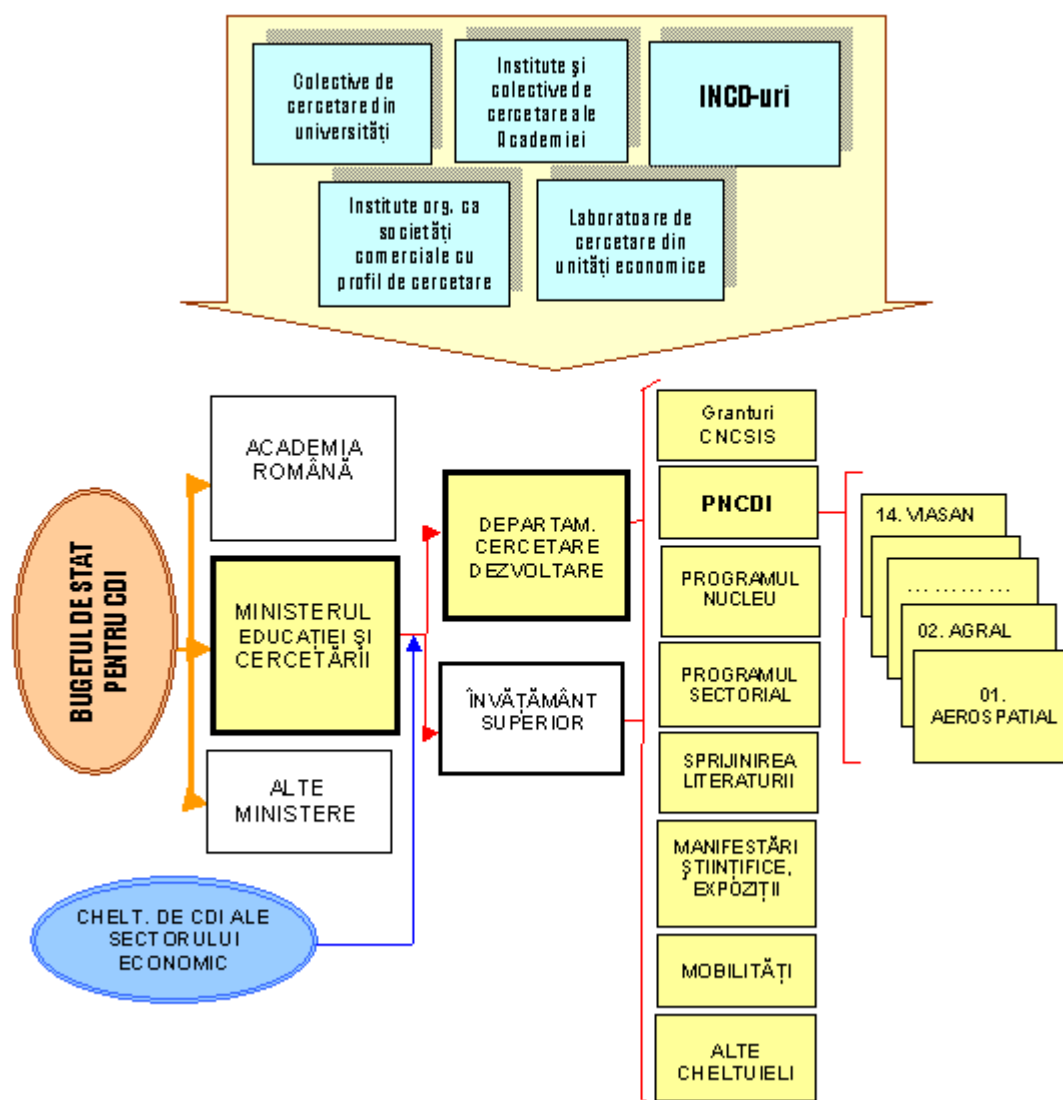 Colective de
cercetare din
universități
Institute și
colective de
cercetare ale
Academiei
INCD-uri
Institute org. ca
societăți
comerciale cu
profil de cercetare
Laboratoare de
cercetare din
unități economice
BUGETUL DE STAT
PENTRU CDI
ACADEMIA
ROMÂNĂ
MINISTERUL
EDUCAȚIEI ȘI
CERCETĂRII
ALTE
MINISTERE
CHELT. DE CDI ALE
SECTORULUI
ECONOMIC
DEPARTAM.
CERCETARE
DEZVOLTARE
ÎNVĂȚĂMÂNT
SUPERIOR
Granturi
CNCSIS
PNCDI
PROGRAMUL
NUCLEU
PROGRAMUL
SECTORIAL
SPRIJINIREA
LITERATURII
MANIFESTĂRI
ȘTIINȚIFICE,
EXPOZIȚII
MOBILITĂȚI
ALTE
CHELTUIELI
14. VIASAN
... ... ... ...
02. AGRAL
01.
AEROSPATIAL